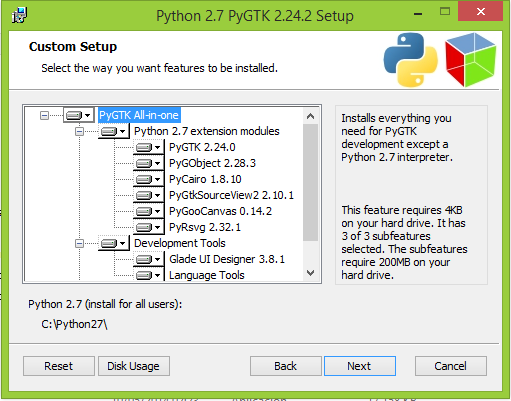 Python 2.7 PyGTK 2.24.2 Setup
Custom Setup
Select the way you want features to be installed.
PyGTK All-in-one
Python 2.7 extension modules
PyGTK 2.24.0
PyGObject 2.28.3
PyCairo 1.8.10
PyGtkSourceView2 2.10.1
PyGooCanvas 0.14.2
PyRsvg 2.32.1
Development Tools
Glade UI Designer 3.8.1
Language Tools
Installs everything you
need for PyGTK
development except a
Python 2.7 interpreter.
This feature requires 4KB
on your hard drive. It has
3 of 3 subfeatures
selected. The subfeatures
require 200MB on your
hard drive.
Python 2.7 (install for all users):
C:\Python27\
Reset Disk Usage Back Next Cancel